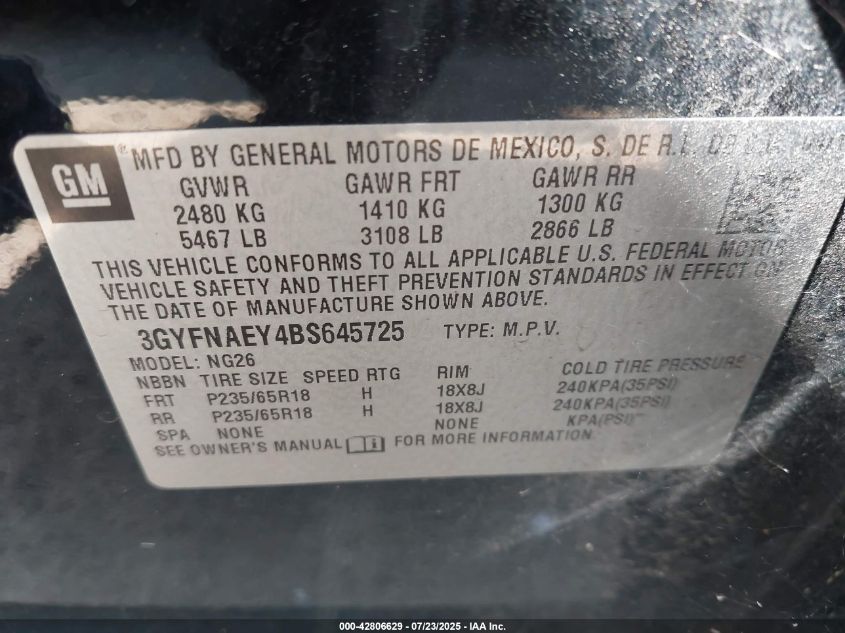 GM
® MFD BY GENERAL MOTORS DE MEXICO, S. DE R.L.
GVWR GAWR FRT GAWR RR
2480 KG 1410 KG 1300 KG
5467 LB 3108 LB 2866 LB
THIS VEHICLE CONFORMS TO ALL APPLICABLE U.S. FEDERAL MOTOR
VEHICLE SAFETY AND THEFT PREVENTION STANDARDS IN EFFECT ON
THE DATE OF MANUFACTURE SHOWN ABOVE.
3GYFNAEY4BS645725 TYPE: M.P.V.
MODEL: NG26
NBBN TIRE SIZE SPEED RTG RIM COLD TIRE PRESSURE
FRT P235/65R18 H 18X8J 240KPA(35PSI)
RR P235/65R18 H 18X8J 240KPA(35PSI)
SPA NONE NONE KPA(PSI)
SEE OWNER'S MANUAL FOR MORE INFORMATION
000-42806629 - 07/23/2025 - IAA Inc.